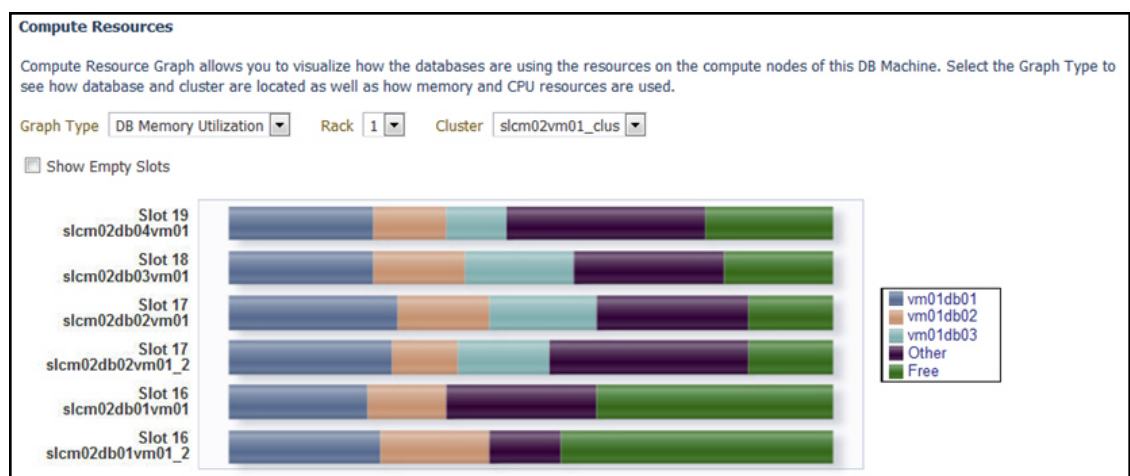 Compute Resources
Compute Resource Graph allows you to visualize how the databases are using the resources on the compute nodes of this DB Machine. Select the Graph Type to
see how database and cluster are located as well as how memory and CPU resources are used.
Graph Type DB Memory Utilization Rack 1 Cluster slcm02vm01_clus
Show Empty Slots
Slot 19
slcm02db04vm01
Slot 18
slcm02db03vm01
Slot 17
slcm02db02vm01
Slot 17
slcm02db02vm01_2
Slot 16
slcm02db01vm01
Slot 16
slcm02db01vm01_2
vm01db01
vm01db02
vm01db03
Other
Free